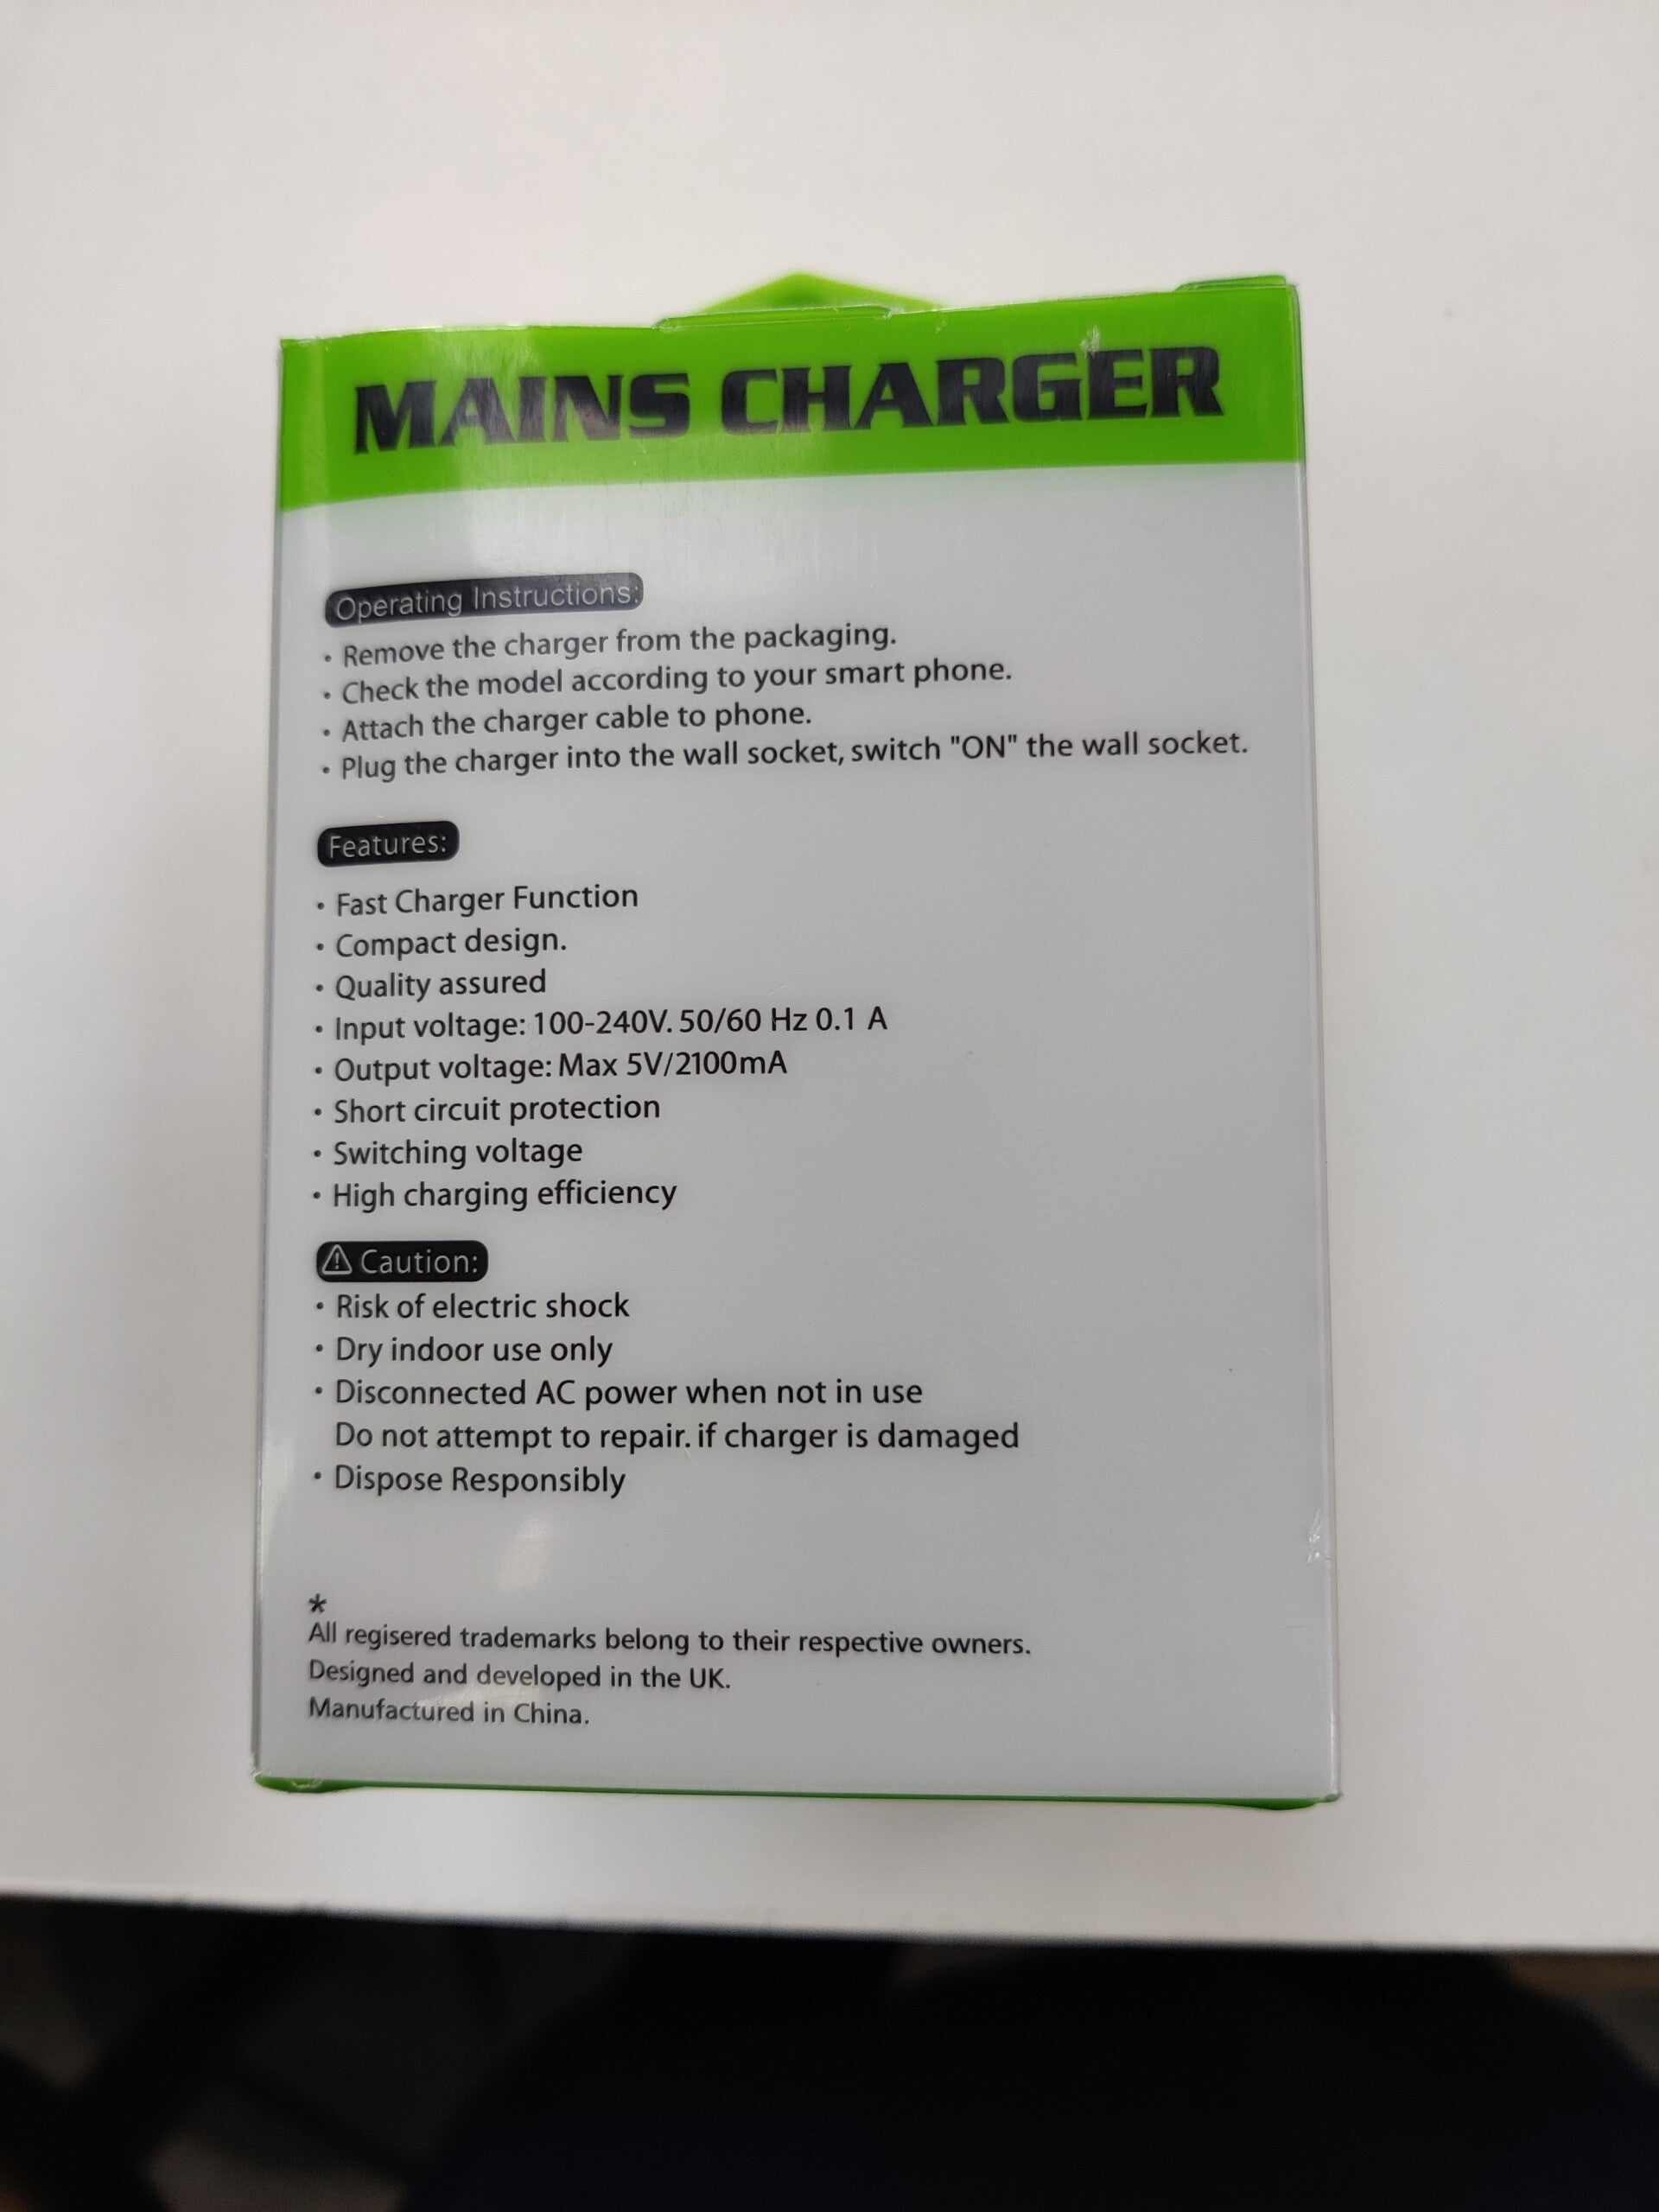 MAINS CHARGER
Operating Instructions:
• Remove the charger from the packaging.
• Check the model according to your smart phone.
• Attach the charger cable to phone.
• Plug the charger into the wall socket, switch "ON" the wall socket.
Features:
• Fast Charger Function
• Compact design.
• Quality assured
• Input voltage: 100-240V. 50/60 Hz 0.1 A
• Output voltage: Max 5V/2100mA
• Short circuit protection
• Switching voltage
• High charging efficiency
⚠ Caution:
• Risk of electric shock
• Dry indoor use only
• Disconnected AC power when not in use
Do not attempt to repair. if charger is damaged
• Dispose Responsibly
*
All regisered trademarks belong to their respective owners.
Designed and developed in the UK.
Manufactured in China.